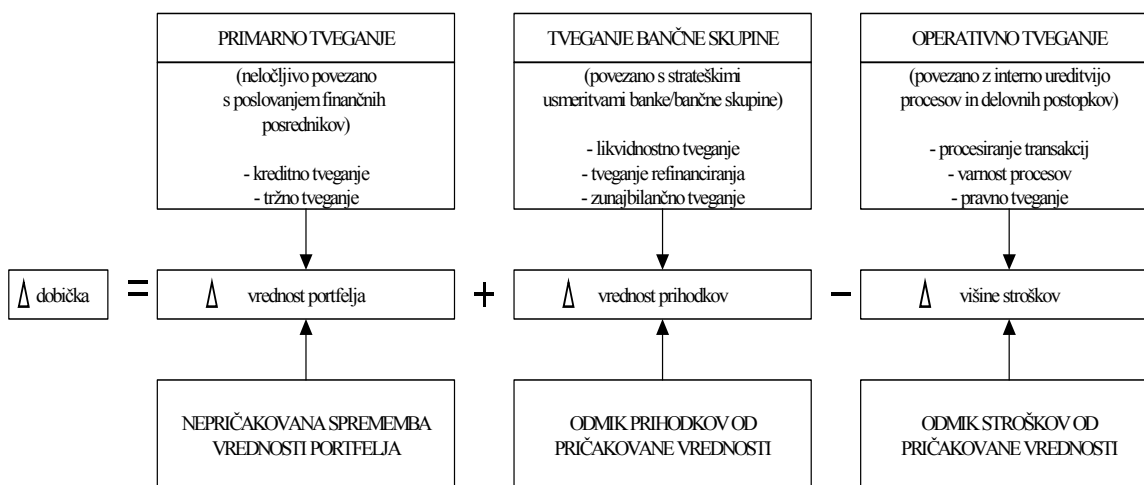 PRIMARNO TVEGANJE
(neločljivo povezano
s poslovanjem finančnih
posrednikov)
- kreditno tveganje
- tržno tveganje
TVEGANJE BANČNE SKUPINE
(povezano s strateškimi
usmeritvami banke/bančne skupine)
- likvidnostno tveganje
- tveganje refinanciranja
- zunajbilančno tveganje
OPERATIVNO TVEGANJE
(povezano z interno ureditvijo
procesov in delovnih postopkov)
- procesiranje transakcij
- varnost procesov
- pravno tveganje
Δ dobička = Δ vrednost portfelja + Δ vrednost prihodkov − Δ višine stroškov
NEPRIČAKOVANA SPREMEMBA
VREDNOSTI PORTFELJA
ODMIK PRIHODKOV OD
PRIČAKOVANE VREDNOSTI
ODMIK STROŠKOV OD
PRIČAKOVANE VREDNOSTI